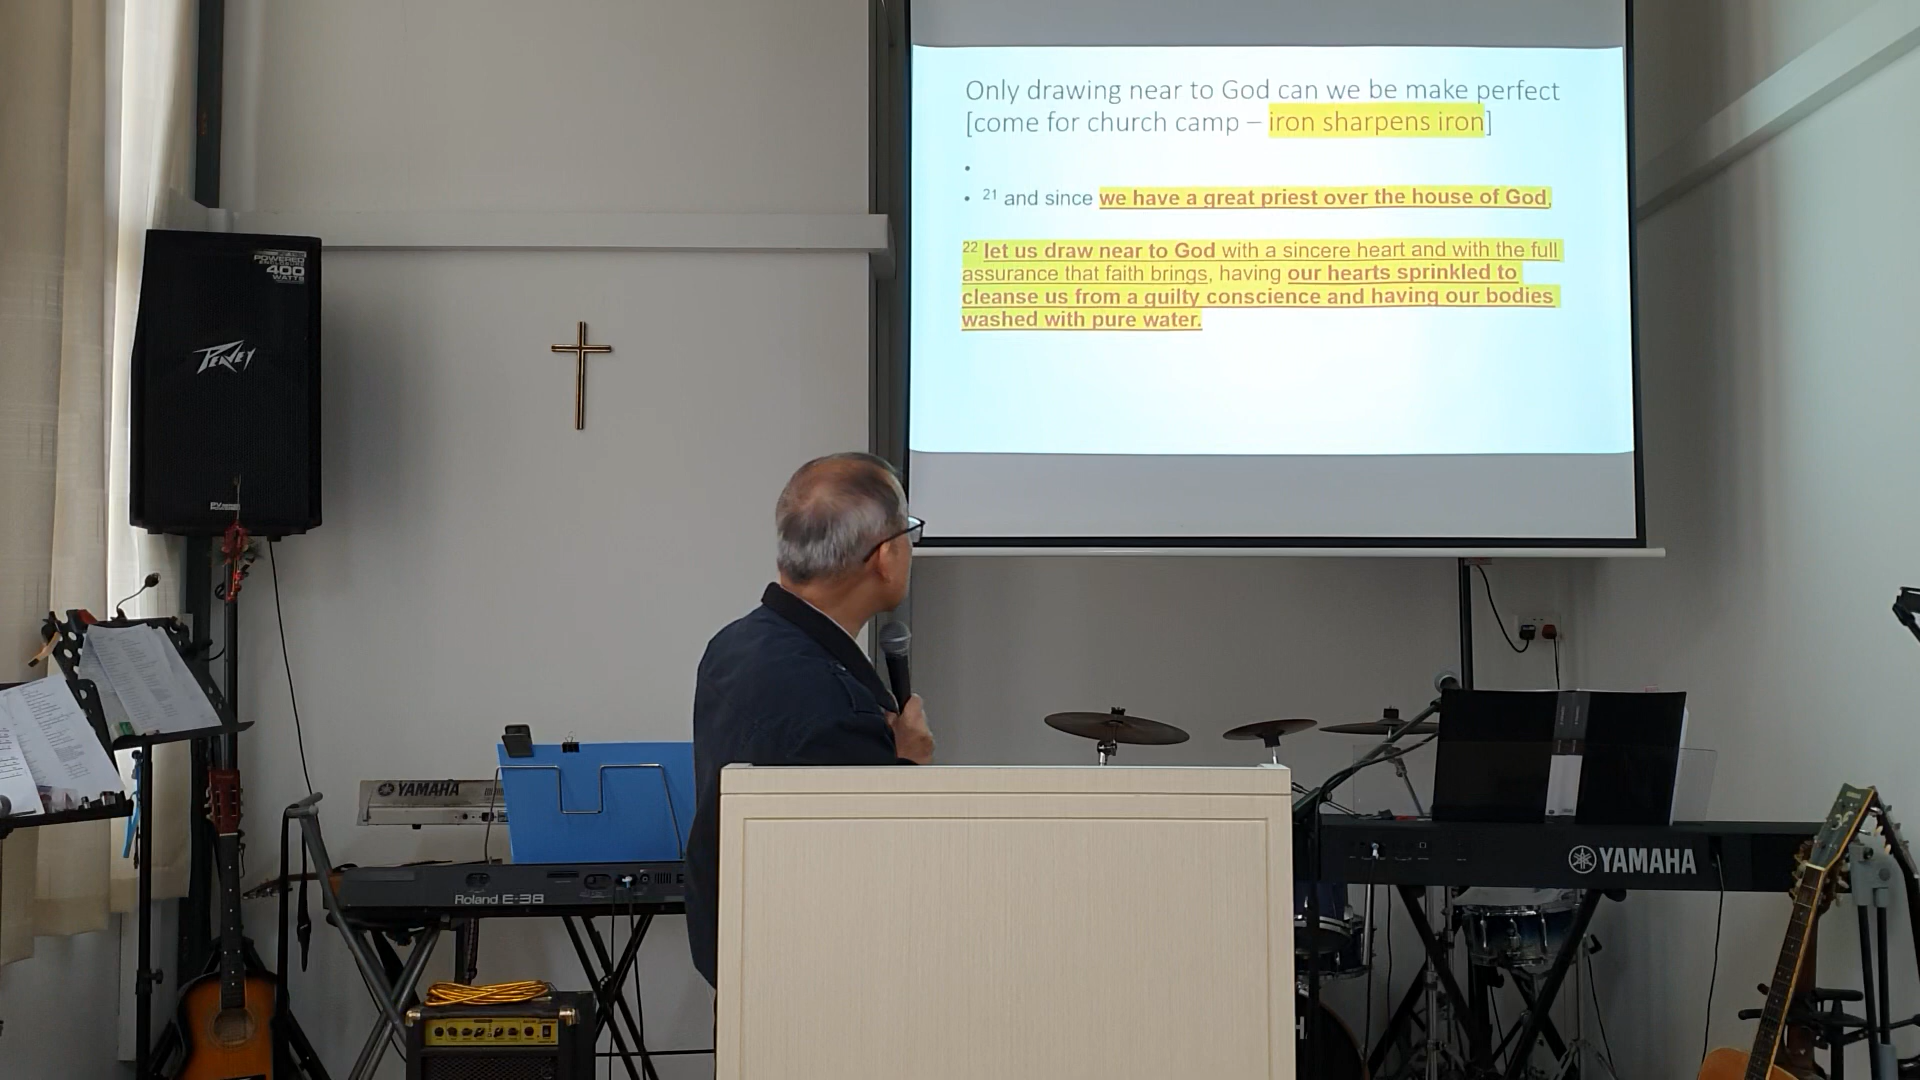 Only drawing near to God can we be make perfect
[come for church camp – iron sharpens iron]
•
• 21 and since we have a great priest over the house of God,
22 let us draw near to God with a sincere heart and with the full
assurance that faith brings, having our hearts sprinkled to
cleanse us from a guilty conscience and having our bodies
washed with pure water.
POWERED
ENCLOSURE
400
WATTS
PEAVEY
YAMAHA
Roland E-38
YAMAHA
H